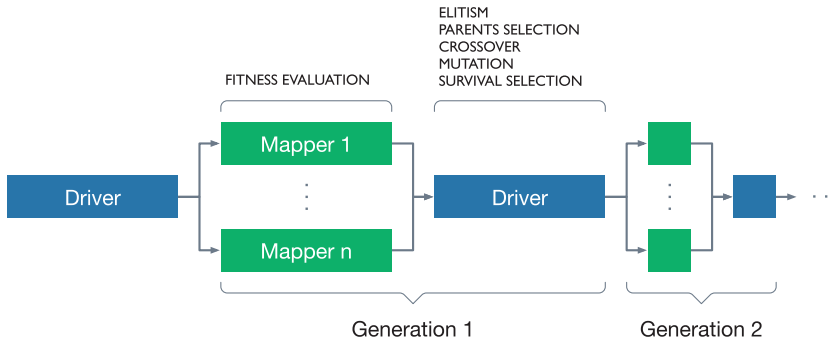 ELITISM
PARENTS SELECTION
CROSSOVER
MUTATION
SURVIVAL SELECTION
FITNESS EVALUATION
Mapper 1
Driver
Driver
Mapper n
Generation 1
Generation 2